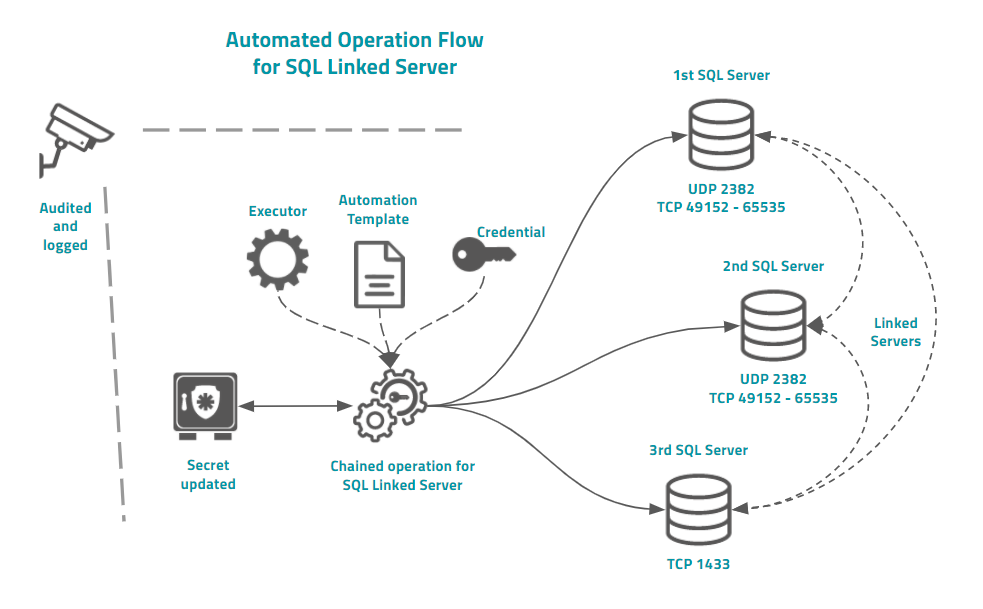 Automated Operation Flow
for SQL Linked Server
1st SQL Server
UDP 2382
TCP 49152 - 65535
Audited
and
logged
Executor
Automation
Template
Credential
2nd SQL Server
UDP 2382
TCP 49152 - 65535
Linked
Servers
Secret
updated
Chained operation for
SQL Linked Server
3rd SQL Server
TCP 1433